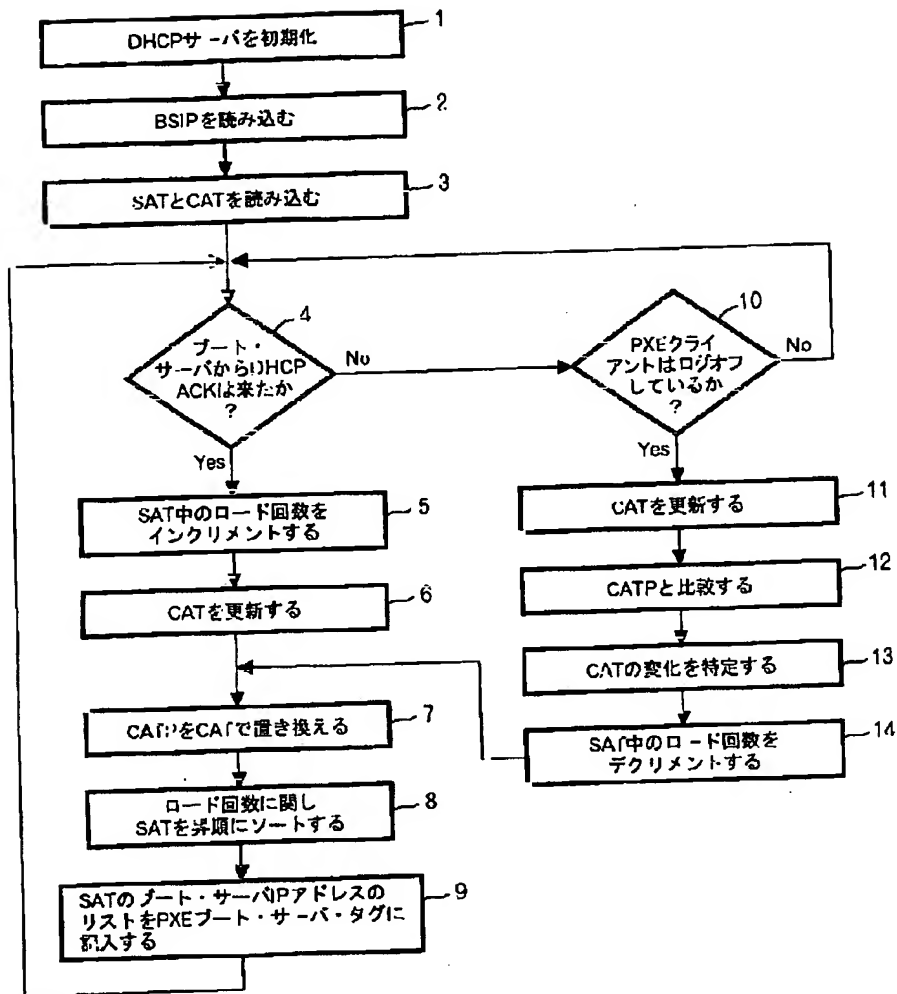 1
DHCPサーバを初期化
2
BSIPを読み込む
3
SATとCATを読み込む
4
ブート・
サーバからDHCP
ACKは来たか
?
No
Yes
10
PXEクライ
アントはログオフ
しているか
?
No
Yes
5
SAT中のロード回数を
インクリメントする
6
CATを更新する
7
CATPをCATで置き換える
8
ロード回数に関し
SATを昇順にソートする
9
SATのブート・サーバIPアドレスの
リストをPXEブート・サーバ・タグに
記入する
11
CATを更新する
12
CATPと比較する
13
CATの変化を特定する
14
SAT中のロード回数を
デクリメントする